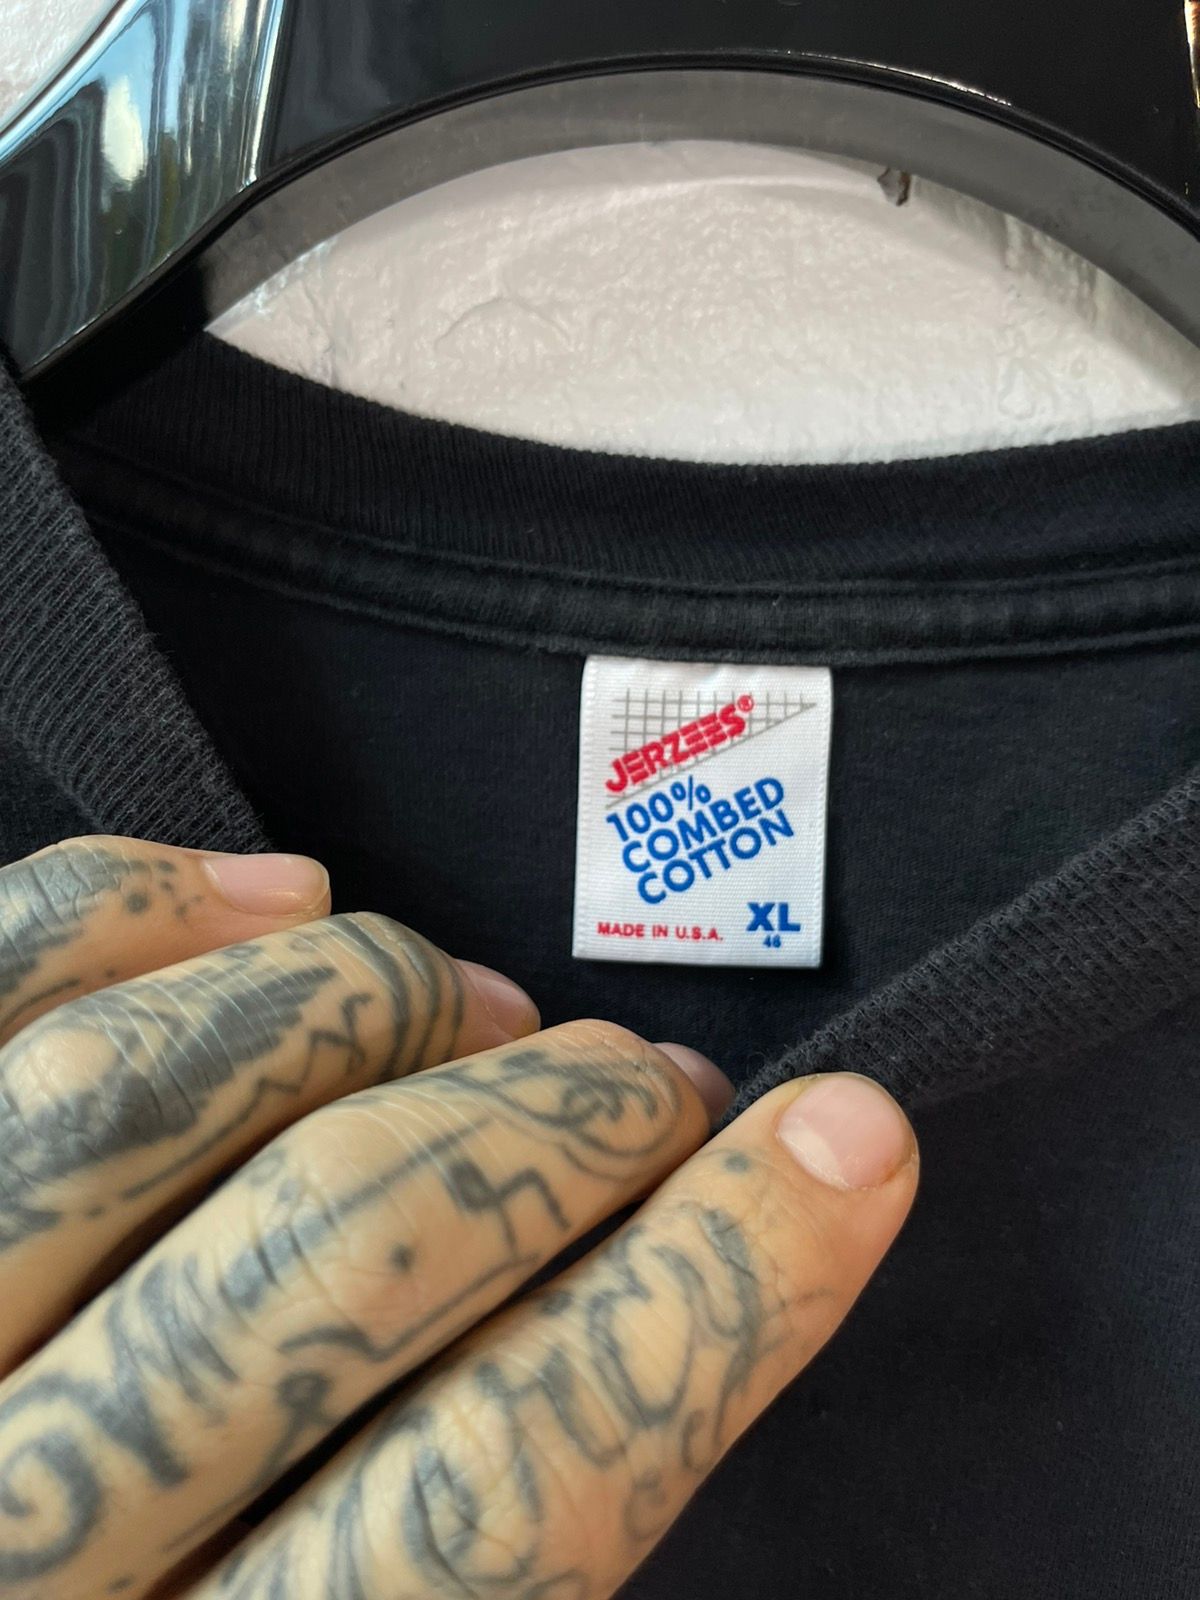 JERZEES®
100%
COMBED
COTTON
XL
MADE IN U.S.A.
46